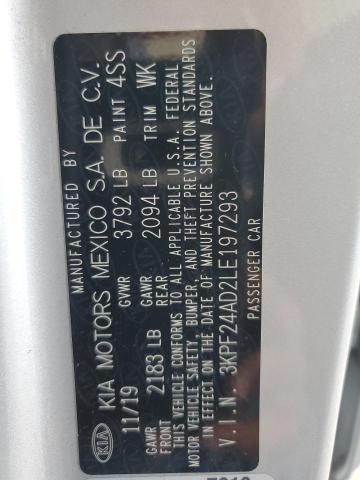 MANUFACTURED BY
KIA KIA MOTORS MEXICO S.A. DE C.V.
11/19 GVWR 3792 LB PAINT 4SS
GAWR FRONT 2183 LB GAWR REAR 2094 LB TRIM WK
THIS VEHICLE CONFORMS TO ALL APPLICABLE U.S.A. FEDERAL
MOTOR VEHICLE SAFETY, BUMPER, AND THEFT PREVENTION STANDARDS
IN EFFECT ON THE DATE OF MANUFACTURE SHOWN ABOVE.
V.I.N. 3KPF24AD2LE197293
PASSENGER CAR